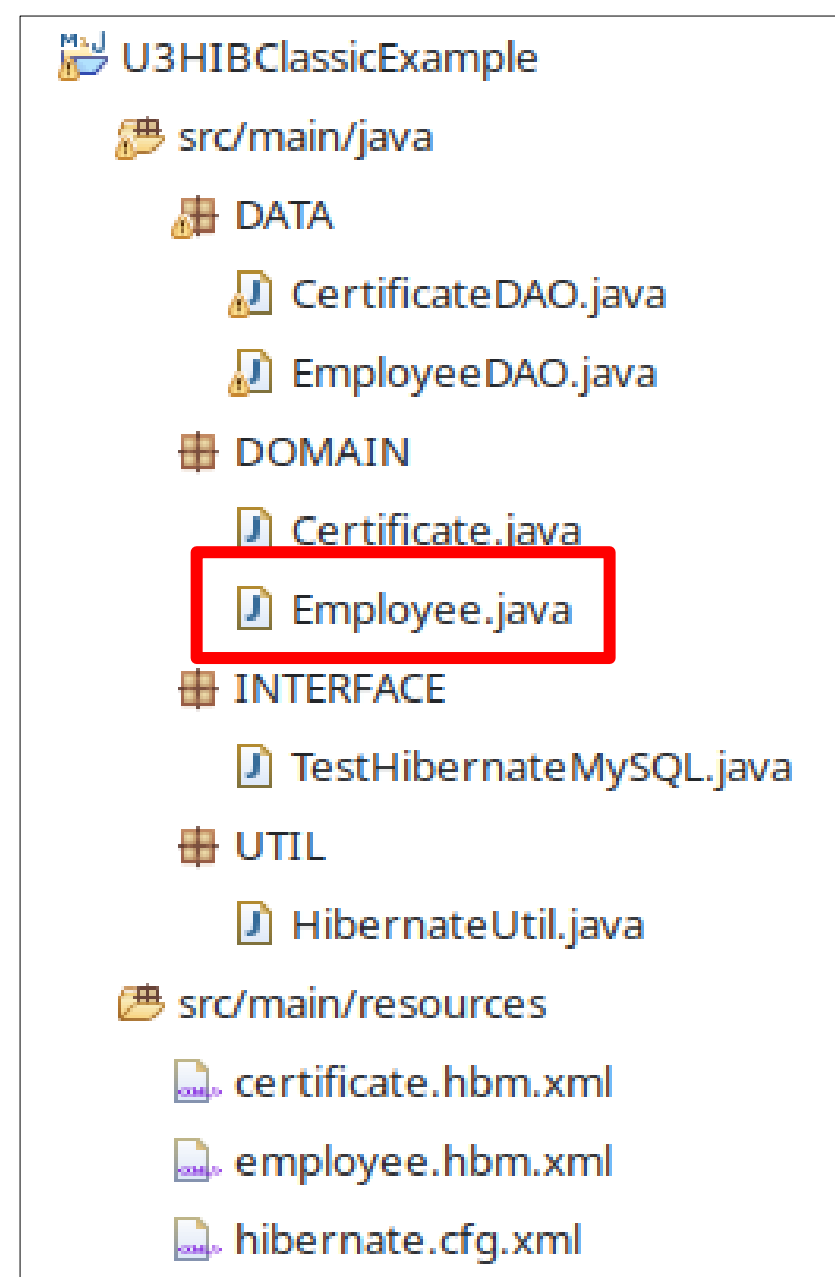 U3HIBClassicExample
src/main/java
DATA
CertificateDAO.java
EmployeeDAO.java
DOMAIN
Certificate.java
Employee.java
INTERFACE
TestHibernateMySQL.java
UTIL
HibernateUtil.java
src/main/resources
certificate.hbm.xml
employee.hbm.xml
hibernate.cfg.xml